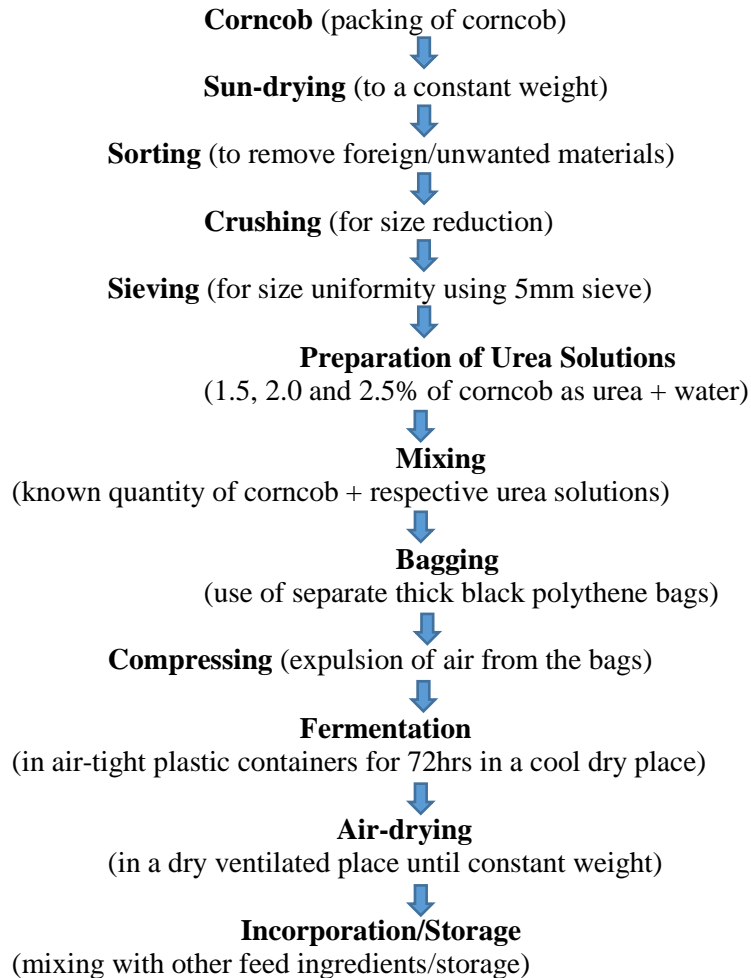 Corncob (packing of corncob)
Sun-drying (to a constant weight)
Sorting (to remove foreign/unwanted materials)
Crushing (for size reduction)
Sieving (for size uniformity using 5mm sieve)
Preparation of Urea Solutions
(1.5, 2.0 and 2.5% of corncob as urea + water)
Mixing
(known quantity of corncob + respective urea solutions)
Bagging
(use of separate thick black polythene bags)
Compressing (expulsion of air from the bags)
Fermentation
(in air-tight plastic containers for 72hrs in a cool dry place)
Air-drying
(in a dry ventilated place until constant weight)
Incorporation/Storage
(mixing with other feed ingredients/storage)